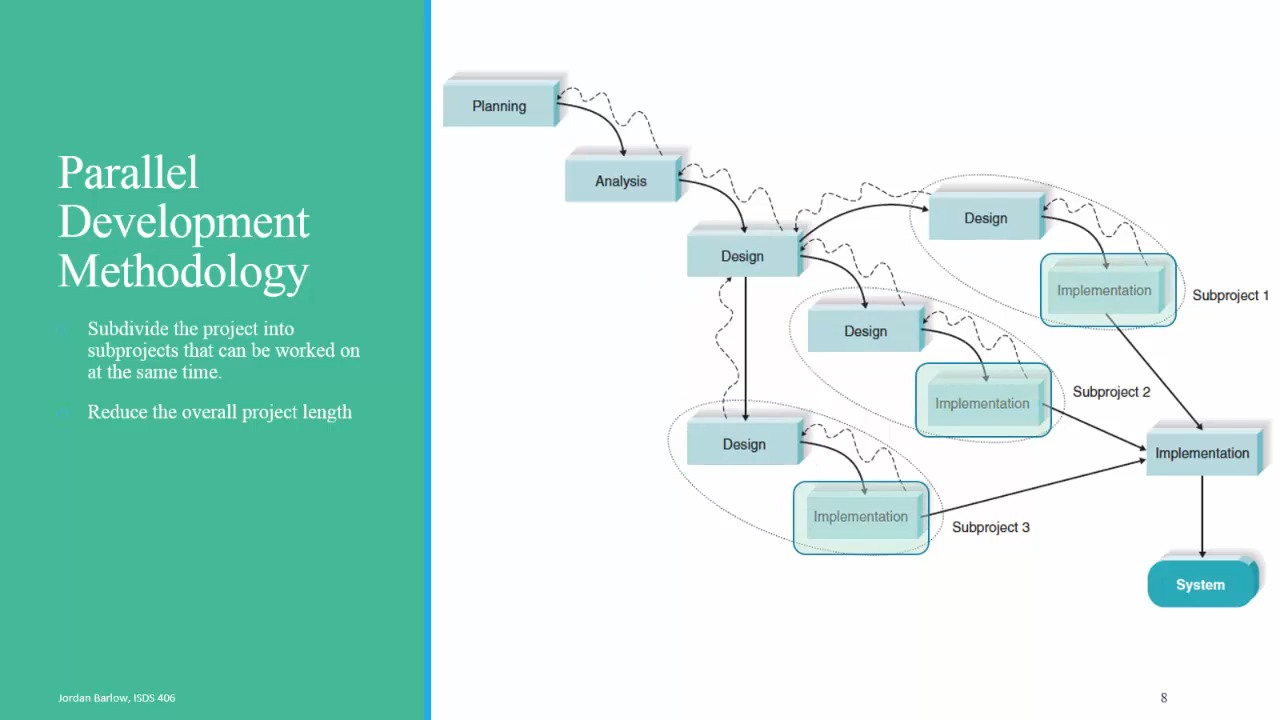 Parallel
Development
Methodology
Subdivide the project into
subprojects that can be worked on
at the same time.
Reduce the overall project length
Jordan Barlow, ISDS 406
Planning
Analysis
Design
Design
Implementation
Subproject 1
Design
Implementation
Subproject 2
Design
Implementation
Subproject 3
Implementation
System
8